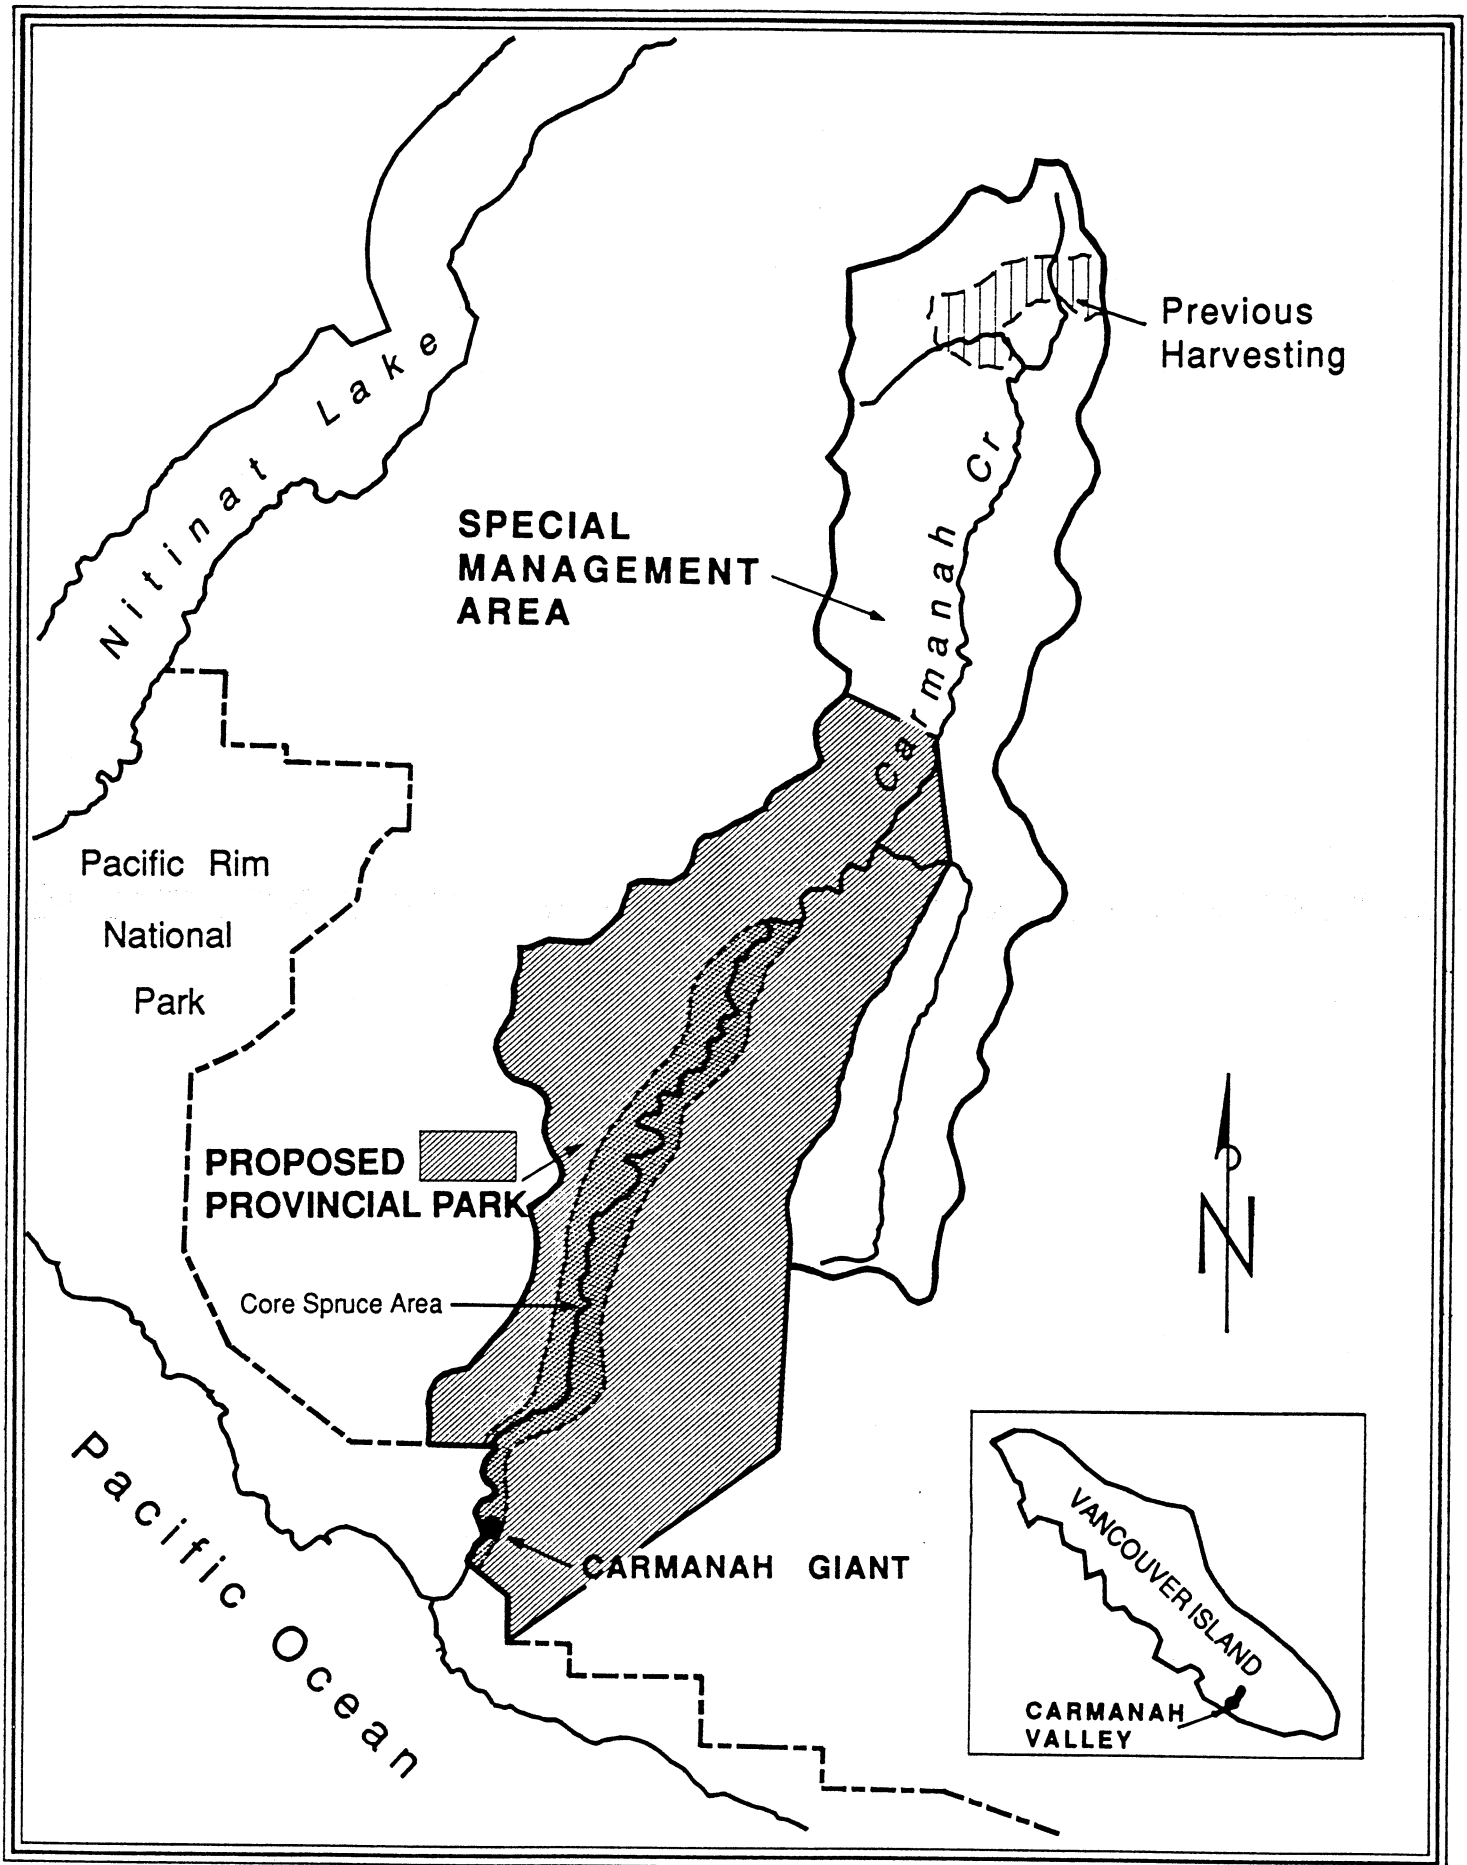 Previous
Harvesting
Nitinat Lake
Carmanah Cr
SPECIAL
MANAGEMENT
AREA
Pacific Rim
National
Park
PROPOSED
PROVINCIAL PARK
Core Spruce Area
N
CARMANAH GIANT
Pacific Ocean
VANCOUVER ISLAND
CARMANAH
VALLEY